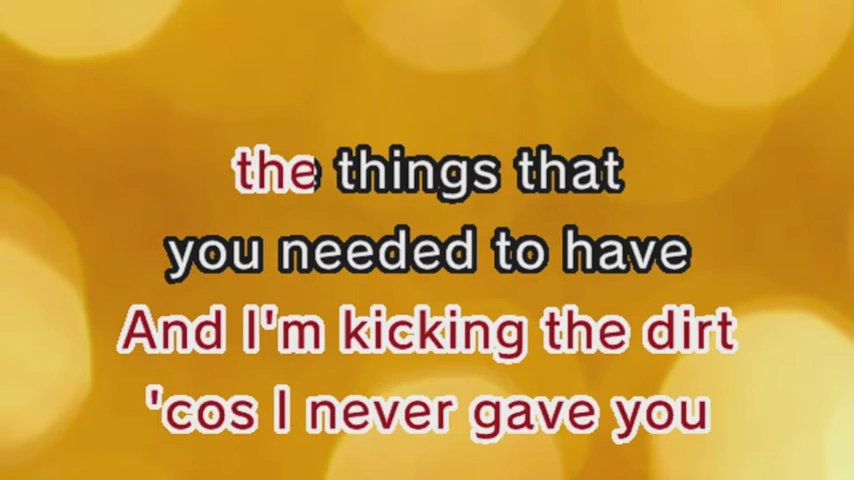 the things that
you needed to have
And I'm kicking the dirt
'cos I never gave you